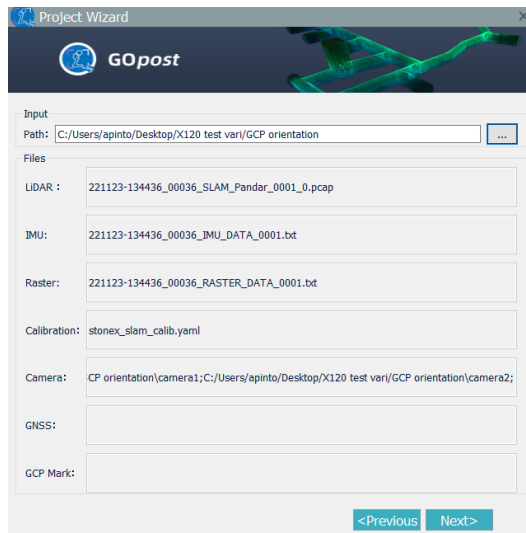 Project Wizard
GOpost
Input
Path: C:/Users/apinto/Desktop/X120 test vari/GCP orientation ...
Files
LiDAR : 221123-134436_00036_SLAM_Pandar_0001_0.pcap
IMU: 221123-134436_00036_IMU_DATA_0001.txt
Raster: 221123-134436_00036_RASTER_DATA_0001.txt
Calibration: stonex_slam_calib.yaml
Camera: CP orientation\camera1;C:/Users/apinto/Desktop/X120 test vari/GCP orientation\camera2;
GNSS:
GCP Mark:
<Previous Next>